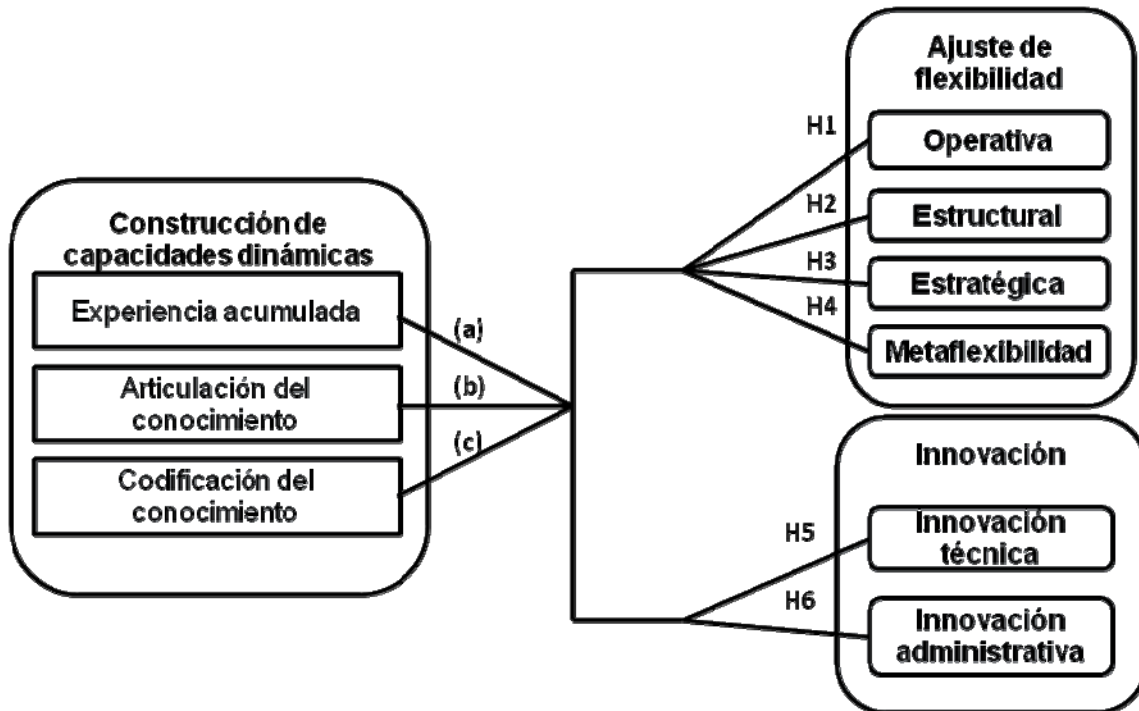 Construcción de
capacidades dinámicas
Experiencia acumulada
Articulación del
conocimiento
Codificación del
conocimiento
(a)
(b)
(c)
H1
H2
H3
H4
Ajuste de
flexibilidad
Operativa
Estructural
Estratégica
Metaflexibilidad
H5
H6
Innovación
Innovación
técnica
Innovación
administrativa